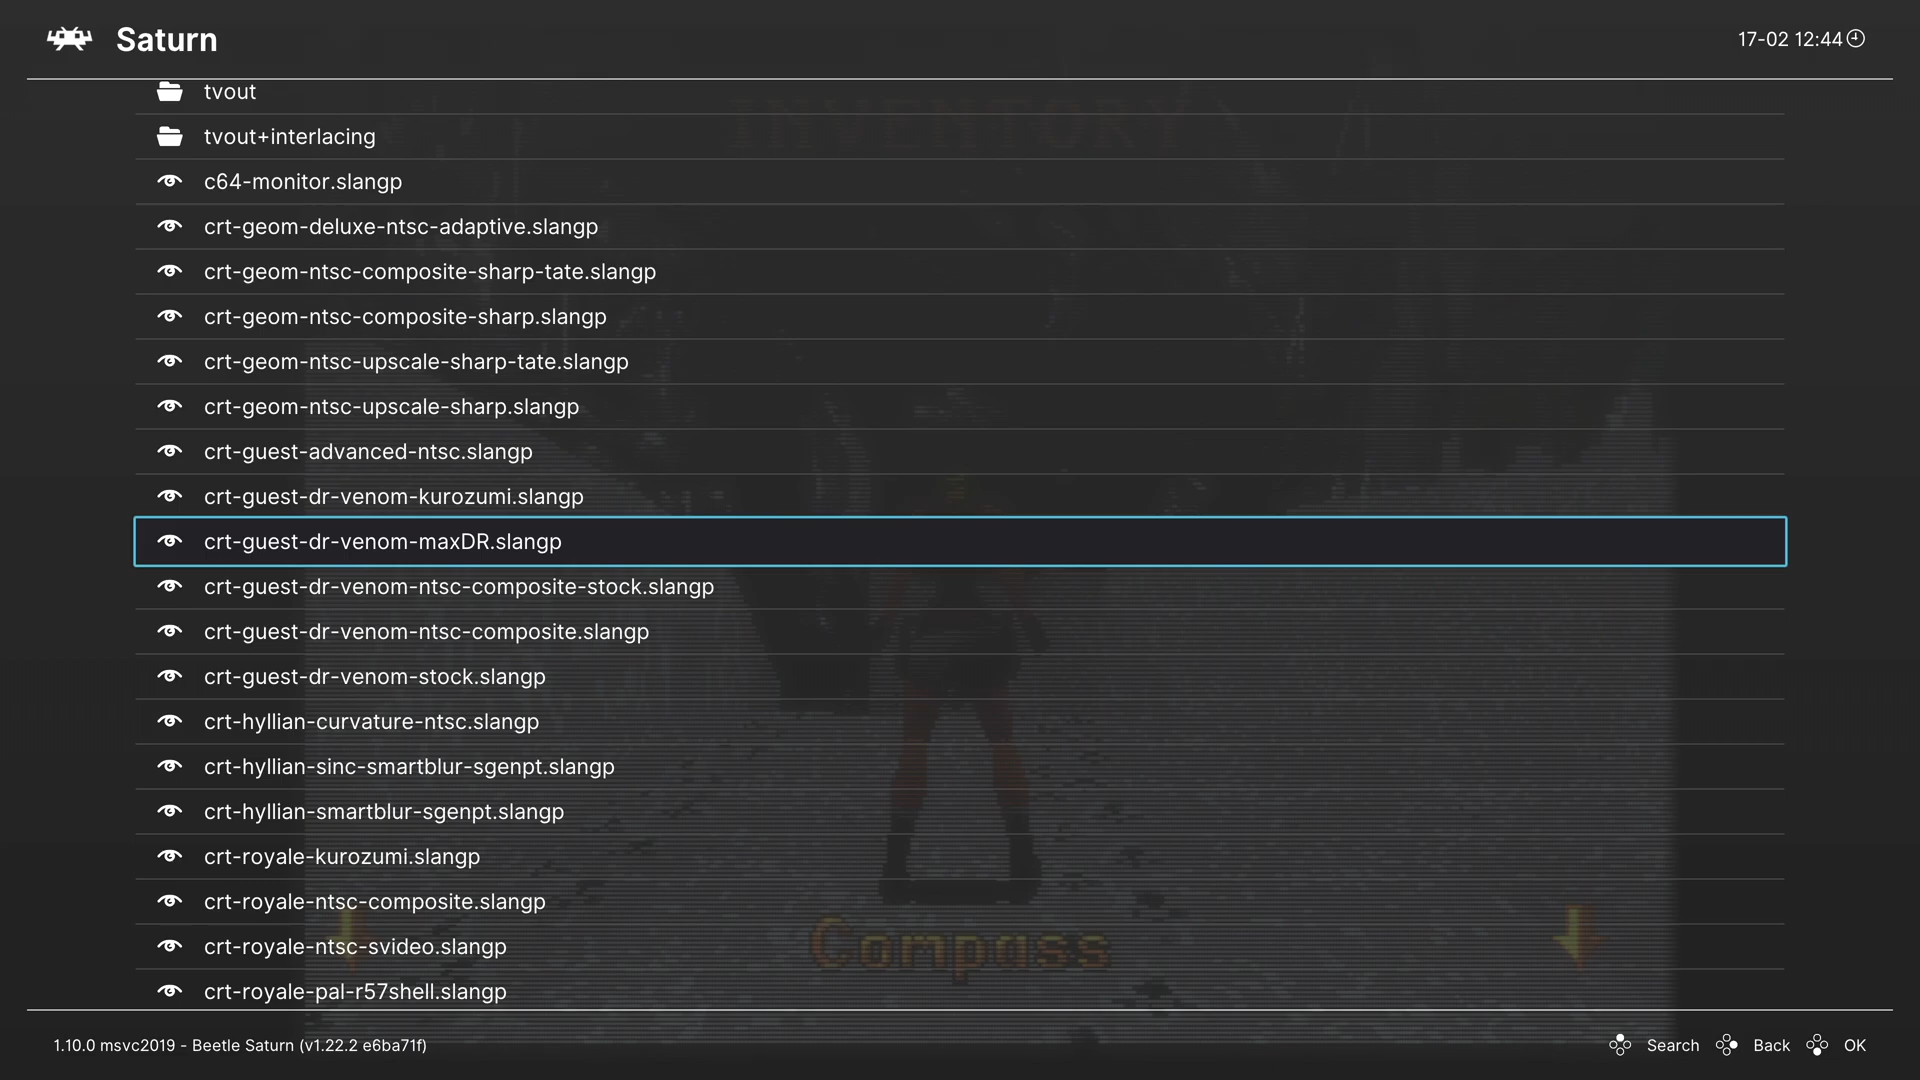 Saturn
17-02 12:44
tvout
INVENTORY
tvout+interlacing
c64-monitor.slangp
crt-geom-deluxe-ntsc-adaptive.slangp
crt-geom-ntsc-composite-sharp-tate.slangp
crt-geom-ntsc-composite-sharp.slangp
crt-geom-ntsc-upscale-sharp-tate.slangp
crt-geom-ntsc-upscale-sharp.slangp
crt-guest-advanced-ntsc.slangp
crt-guest-dr-venom-kurozumi.slangp
crt-guest-dr-venom-maxDR.slangp
crt-guest-dr-venom-ntsc-composite-stock.slangp
crt-guest-dr-venom-ntsc-composite.slangp
crt-guest-dr-venom-stock.slangp
crt-hyllian-curvature-ntsc.slangp
crt-hyllian-sinc-smartblur-sgenpt.slangp
crt-hyllian-smartblur-sgenpt.slangp
crt-royale-kurozumi.slangp
crt-royale-ntsc-composite.slangp
crt-royale-ntsc-svideo.slangp
Compass
crt-royale-pal-r57shell.slangp
1.10.0 msvc2019 - Beetle Saturn (v1.22.2 e6ba71f)
Search
Back
OK